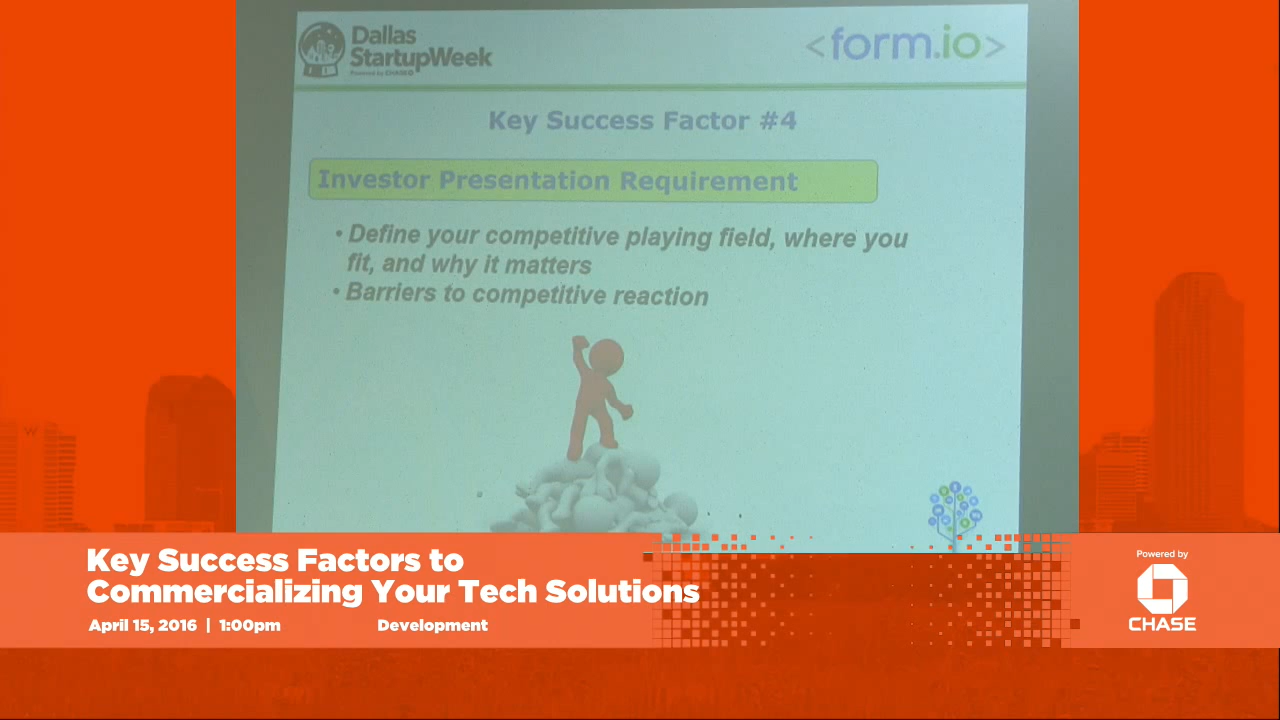 Dallas
StartupWeek
Powered by CHASE
<form.io>
Key Success Factor #4
Investor Presentation Requirement
• Define your competitive playing field, where you
fit, and why it matters
• Barriers to competitive reaction
Key Success Factors to
Commercializing Your Tech Solutions
April 15, 2016 | 1:00pm Development
Powered by
CHASE
W